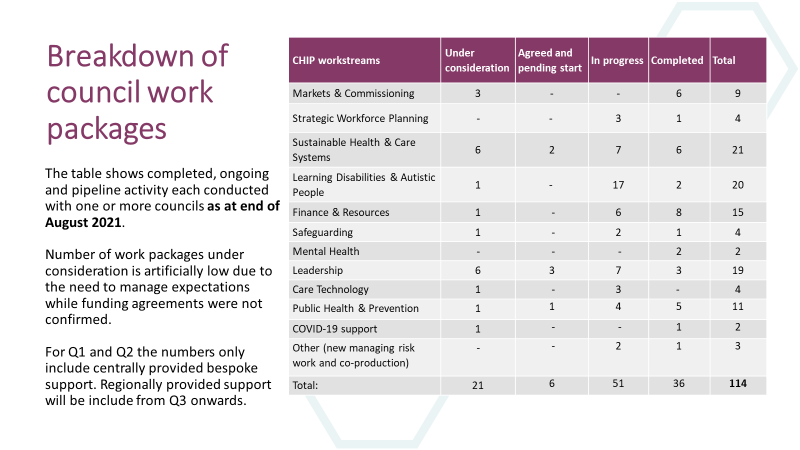 Breakdown of
council work
packages
The table shows completed, ongoing
and pipeline activity each conducted
with one or more councils as at end of
August 2021.
Number of work packages under
consideration is artificially low due to
the need to manage expectations
while funding agreements were not
confirmed.
For Q1 and Q2 the numbers only
include centrally provided bespoke
support. Regionally provided support
will be include from Q3 onwards.
CHIP workstreams Under consideration Agreed and pending start In progress Completed Total
Markets & Commissioning 3 - - 6 9
Strategic Workforce Planning - - 3 1 4
Sustainable Health & Care
Systems 6 2 7 6 21
Learning Disabilities & Autistic
People 1 - 17 2 20
Finance & Resources 1 - 6 8 15
Safeguarding 1 - 2 1 4
Mental Health - - - 2 2
Leadership 6 3 7 3 19
Care Technology 1 - 3 - 4
Public Health & Prevention 1 1 4 5 11
COVID-19 support 1 - - 1 2
Other (new managing risk
work and co-production) - - 2 1 3
Total: 21 6 51 36 114